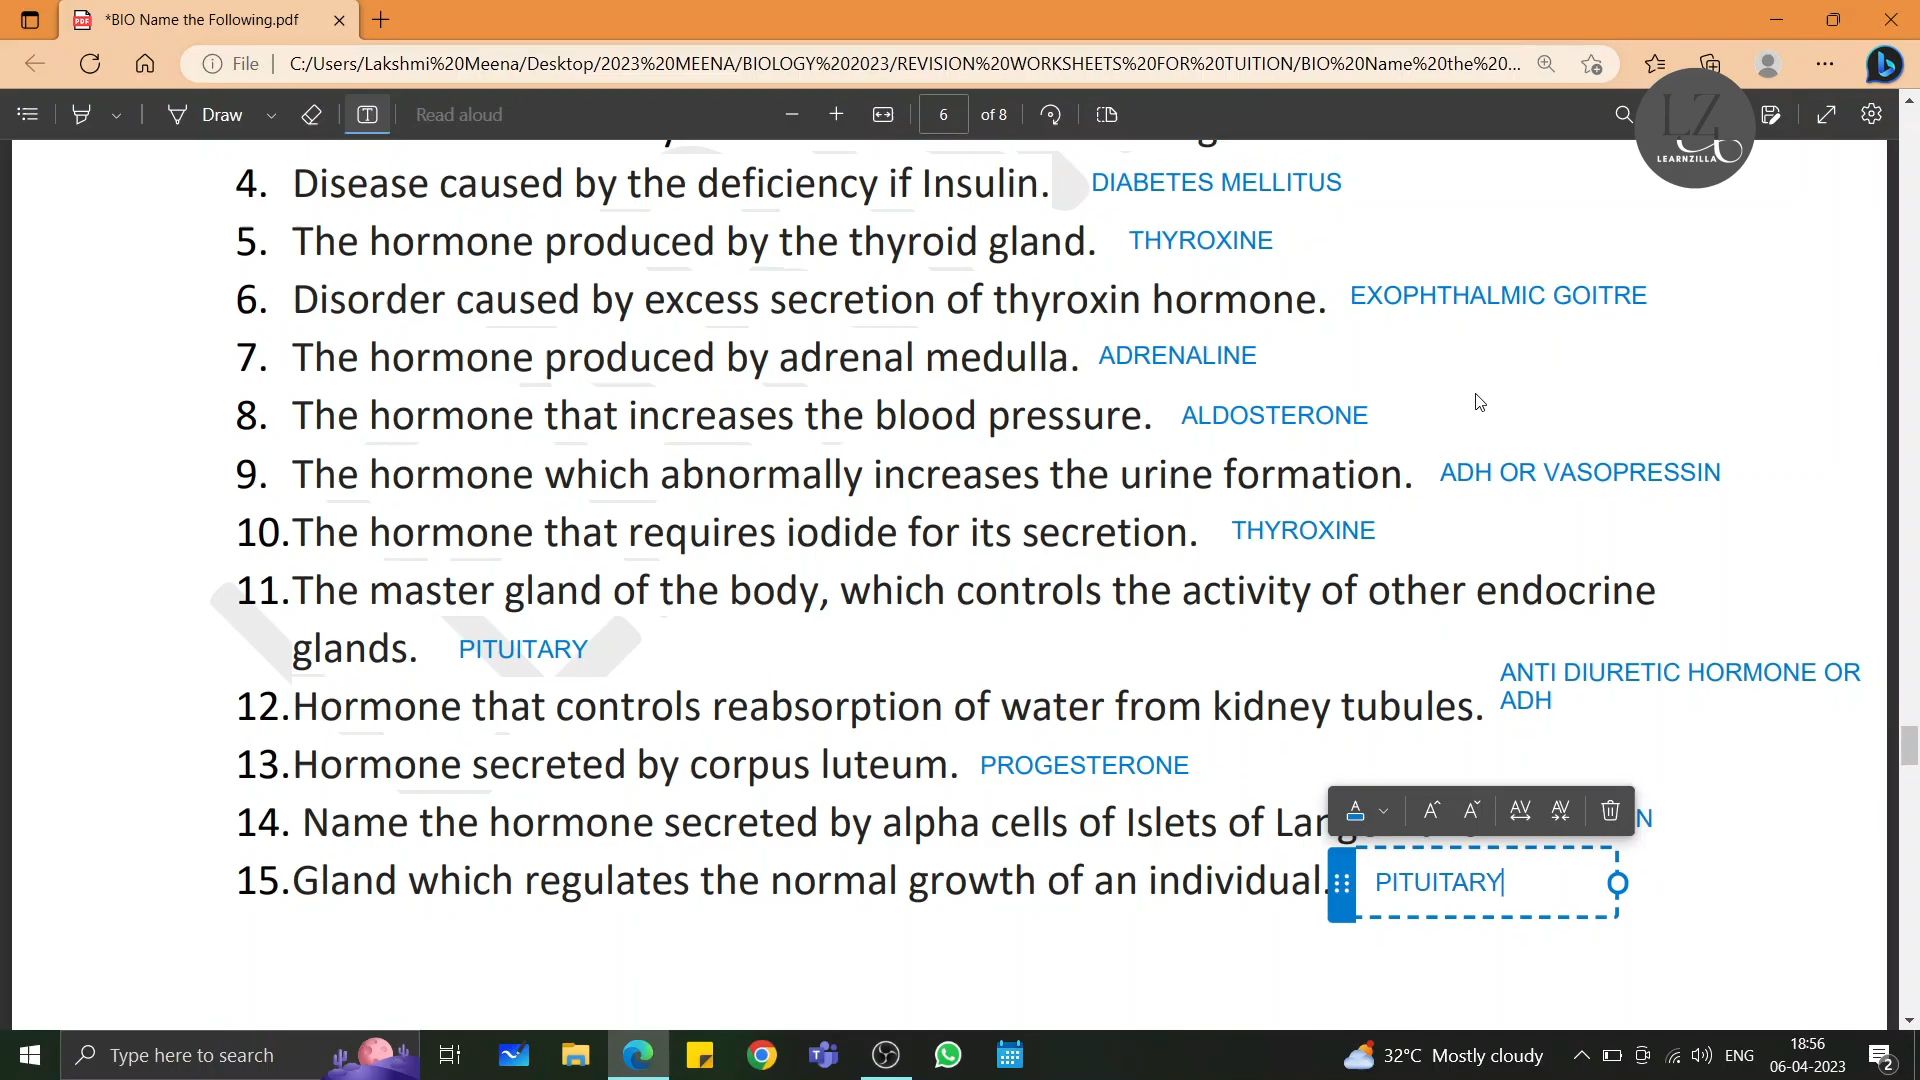 *BIO Name the Following.pdf
File C:/Users/Lakshmi%20Meena/Desktop/2023%20MEENA/BIOLOGY%202023/REVISION%20WORKSHEETS%20FOR%20TUITION/BIO%20Name%20the%20...
Draw Read aloud 6 of 8
LZ
LEARNZILLA
4. Disease caused by the deficiency if Insulin. DIABETES MELLITUS
5. The hormone produced by the thyroid gland. THYROXINE
6. Disorder caused by excess secretion of thyroxin hormone. EXOPHTHALMIC GOITRE
7. The hormone produced by adrenal medulla. ADRENALINE
8. The hormone that increases the blood pressure. ALDOSTERONE
9. The hormone which abnormally increases the urine formation. ADH OR VASOPRESSIN
10.The hormone that requires iodide for its secretion. THYROXINE
11.The master gland of the body, which controls the activity of other endocrine
glands. PITUITARY
12.Hormone that controls reabsorption of water from kidney tubules. ANTI DIURETIC HORMONE OR
ADH
13.Hormone secreted by corpus luteum. PROGESTERONE
14. Name the hormone secreted by alpha cells of Islets of
15.Gland which regulates the normal growth of an individual. PITUITARY
Type here to search
32°C Mostly cloudy ENG 18:56
06-04-2023 2